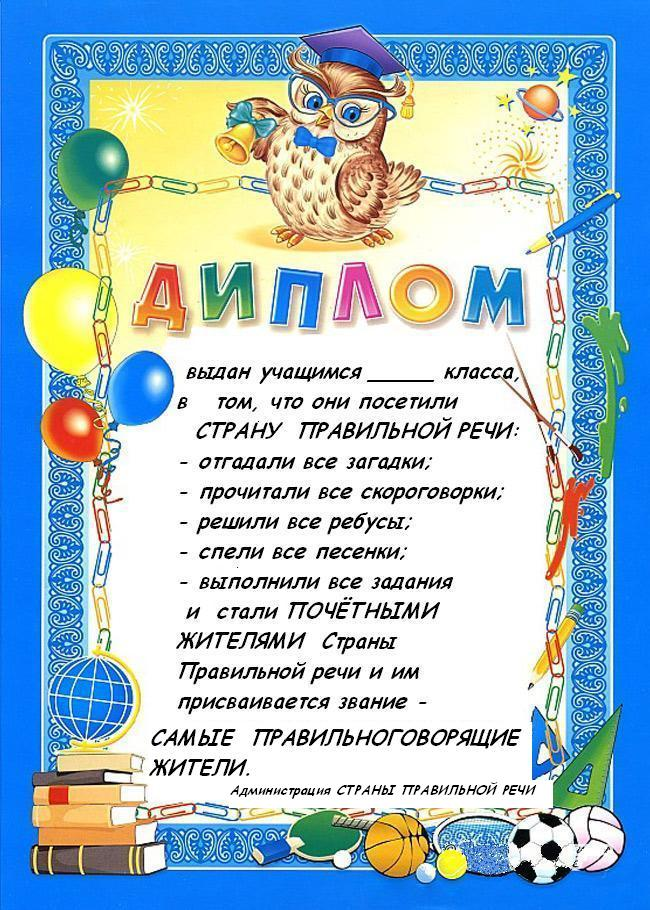 ДИПЛОМ
выдан учащимся _____ класса,
в том, что они посетили
СТРАНУ ПРАВИЛЬНОЙ РЕЧИ:
- отгадали все загадки;
- прочитали все скороговорки;
- решили все ребусы;
- спели все песенки;
- выполнили все задания
и стали ПОЧЁТНЫМИ
ЖИТЕЛЯМИ Страны
Правильной речи и им
присваивается звание -
САМЫЕ ПРАВИЛЬНОГОВОРЯЩИЕ
ЖИТЕЛИ.
Администрация СТРАНЫ ПРАВИЛЬНОЙ РЕЧИ